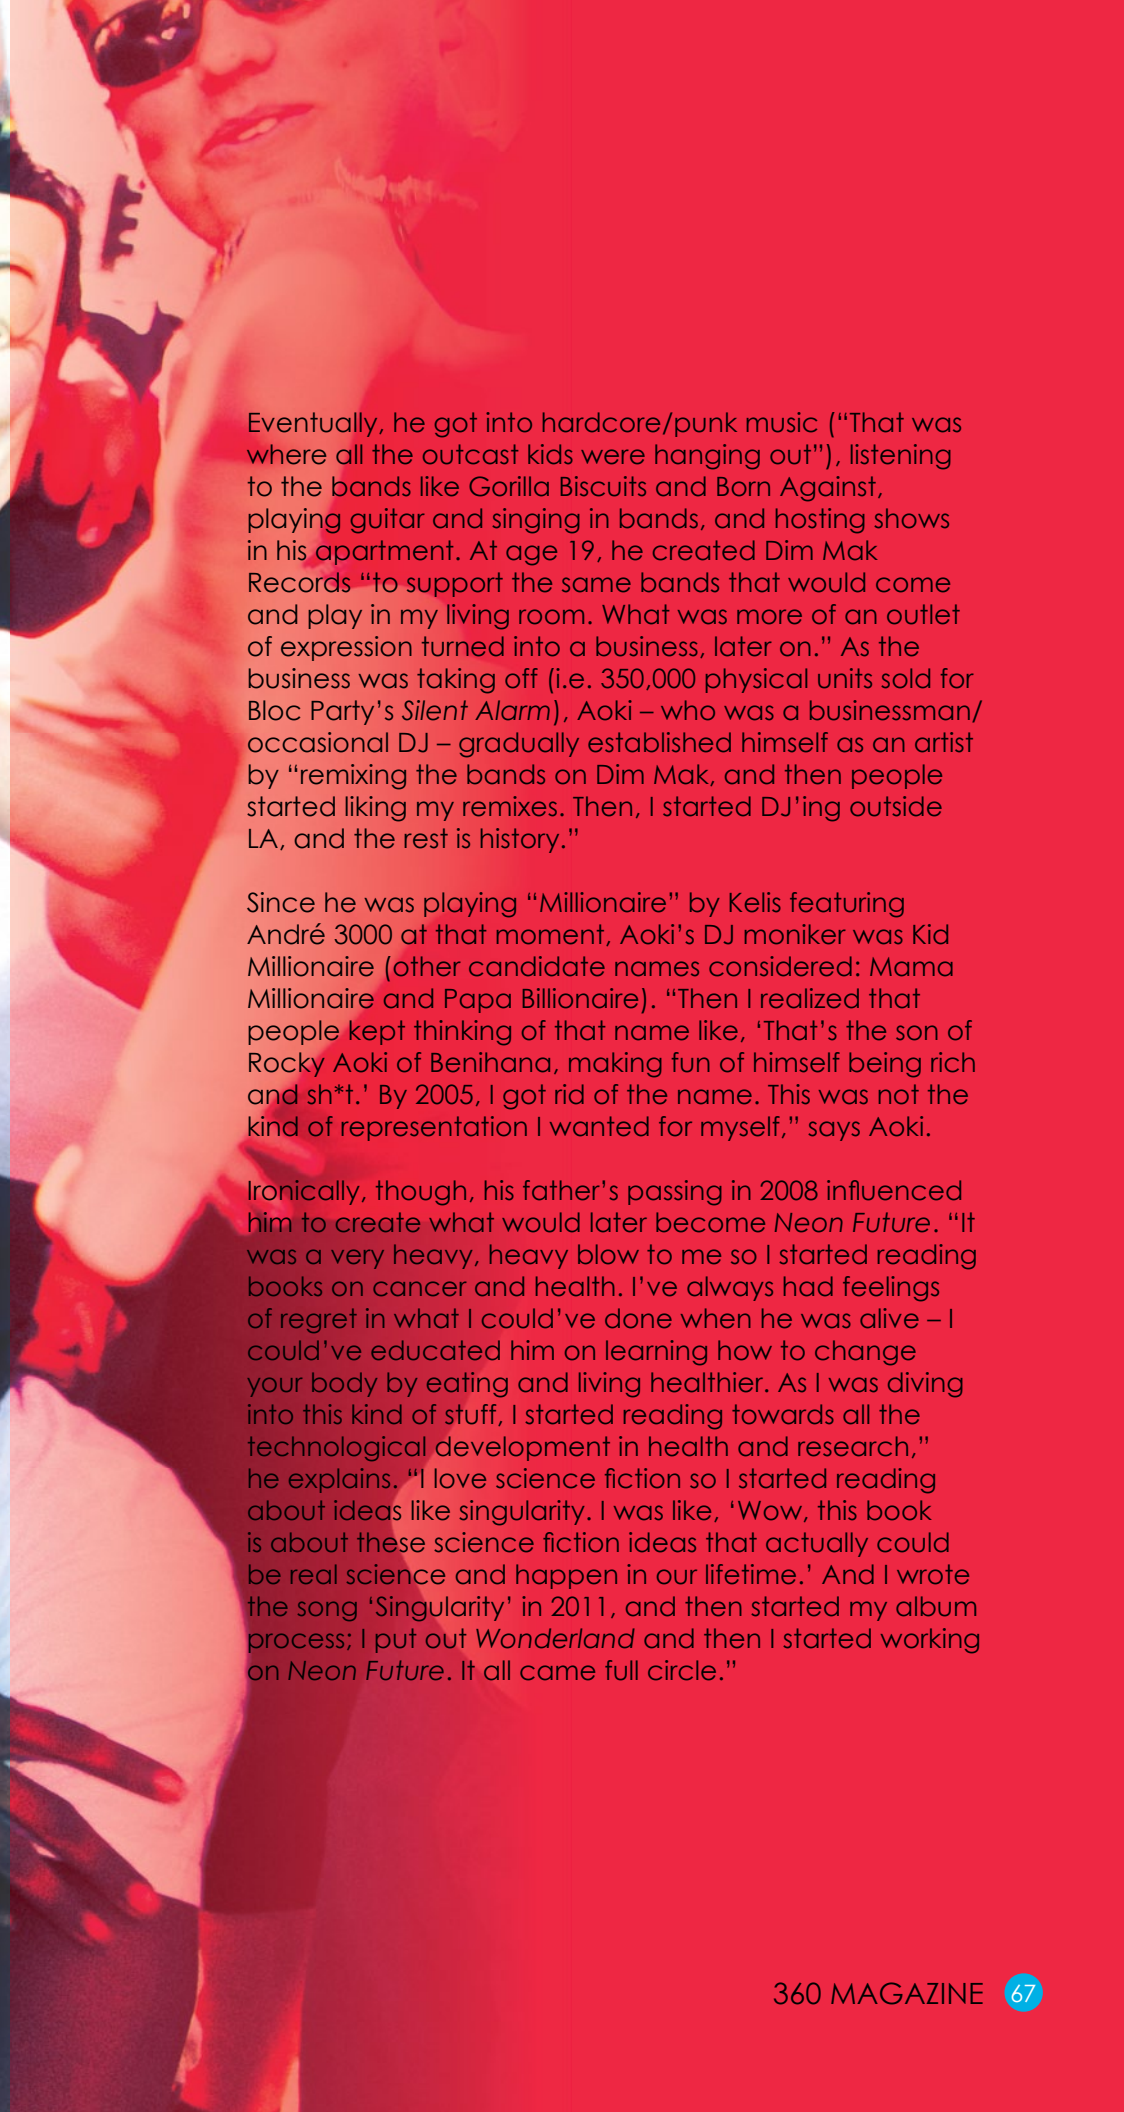 Eventually, he got into hardcore/punk music (“That was
where all the outcast kids were hanging out”), listening
to the bands like Gorilla Biscuits and Born Against,
playing guitar and singing in bands, and hosting shows
in his apartment. At age 19, he created Dim Mak
Records “to support the same bands that would come
and play in my living room. What was more of an outlet
of expression turned into a business, later on.” As the
business was taking off (i.e. 350,000 physical units sold for
Bloc Party’s Silent Alarm), Aoki – who was a businessman/
occasional DJ – gradually established himself as an artist
by “remixing the bands on Dim Mak, and then people
started liking my remixes. Then, I started DJ’ing outside
LA, and the rest is history.”
Since he was playing “Millionaire” by Kelis featuring
André 3000 at that moment, Aoki’s DJ moniker was Kid
Millionaire (other candidate names considered: Mama
Millionaire and Papa Billionaire). “Then I realized that
people kept thinking of that name like, ‘That’s the son of
Rocky Aoki of Benihana, making fun of himself being rich
and sh*t.’ By 2005, I got rid of the name. This was not the
kind of representation I wanted for myself,” says Aoki.
Ironically, though, his father’s passing in 2008 influenced
him to create what would later become Neon Future. “It
was a very heavy, heavy blow to me so I started reading
books on cancer and health. I’ve always had feelings
of regret in what I could’ve done when he was alive – I
could’ve educated him on learning how to change
your body by eating and living healthier. As I was diving
into this kind of stuff, I started reading towards all the
technological development in health and research,”
he explains. “I love science fiction so I started reading
about ideas like singularity. I was like, ‘Wow, this book
is about these science fiction ideas that actually could
be real science and happen in our lifetime.’ And I wrote
the song ‘Singularity’ in 2011, and then started my album
process; I put out Wonderland and then I started working
on Neon Future. It all came full circle.”
360 MAGAZINE 67